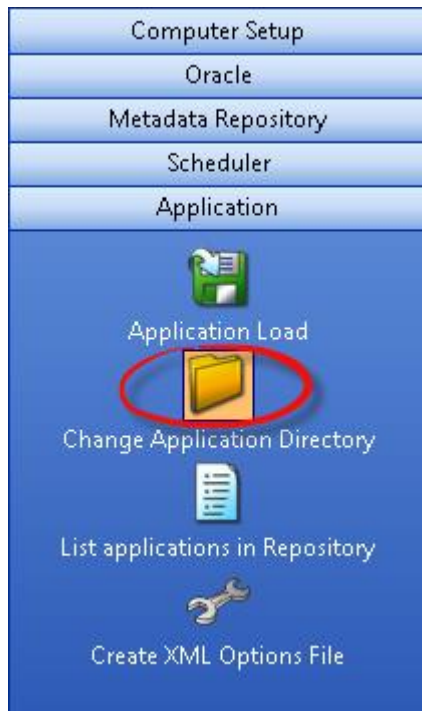 Computer Setup
Oracle
Metadata Repository
Scheduler
Application
Application Load
Change Application Directory
List applications in Repository
Create XML Options File